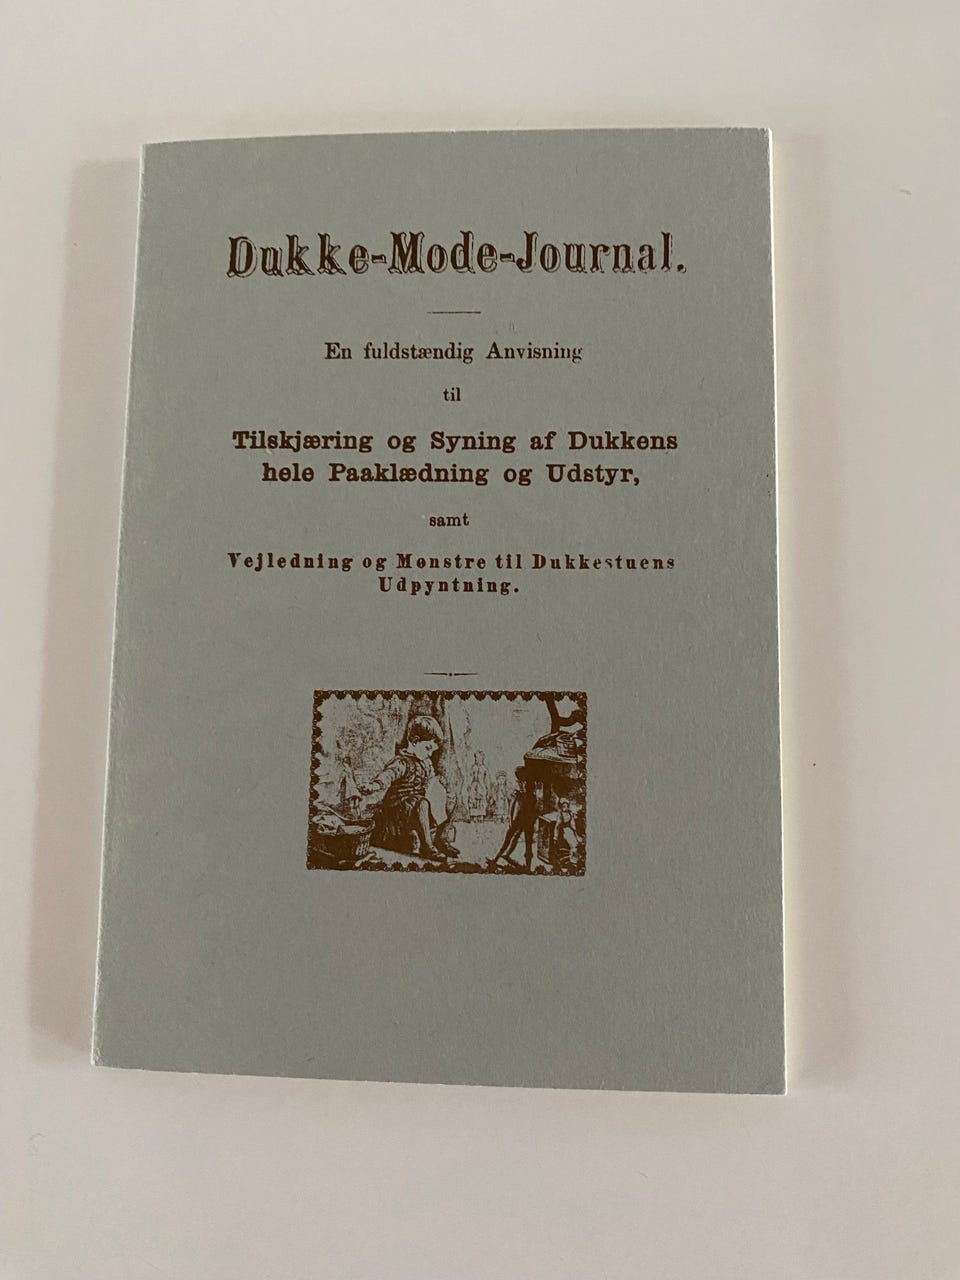 Dukke-Mode-Journal.
En fuldstændig Anvisning
til
Tilskjæring og Syning af Dukkens
hele Paaklædning og Udstyr,
samt
Vejledning og Mønstre til Dukkestuens
Udpyntning.